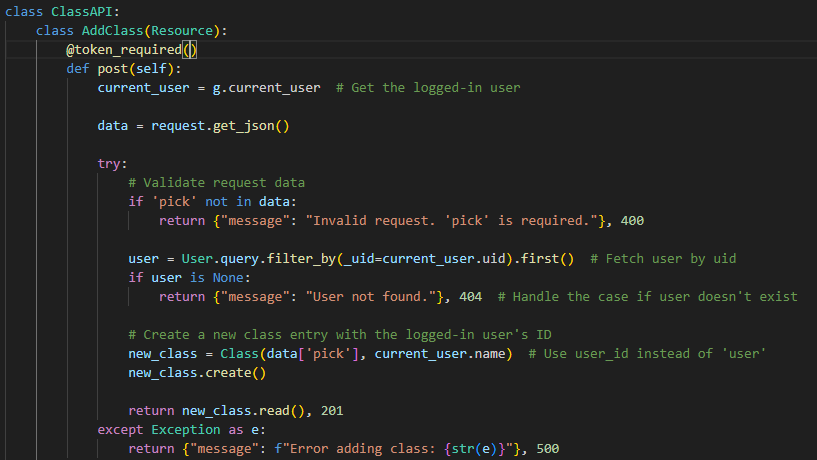 class ClassAPI:
    class AddClass(Resource):
        @token_required()
        def post(self):
            current_user = g.current_user  # Get the logged-in user
            data = request.get_json()
            try:
                # Validate request data
                if 'pick' not in data:
                    return {"message": "Invalid request. 'pick' is required."}, 400
                user = User.query.filter_by(_uid=current_user.uid).first()  # Fetch user by uid
                if user is None:
                    return {"message": "User not found."}, 404  # Handle the case if user doesn't exist
                # Create a new class entry with the logged-in user's ID
                new_class = Class(data['pick'], current_user.name)  # Use user_id instead of 'user'
                new_class.create()
                return new_class.read(), 201
            except Exception as e:
                return {"message": f"Error adding class: {str(e)}"}, 500